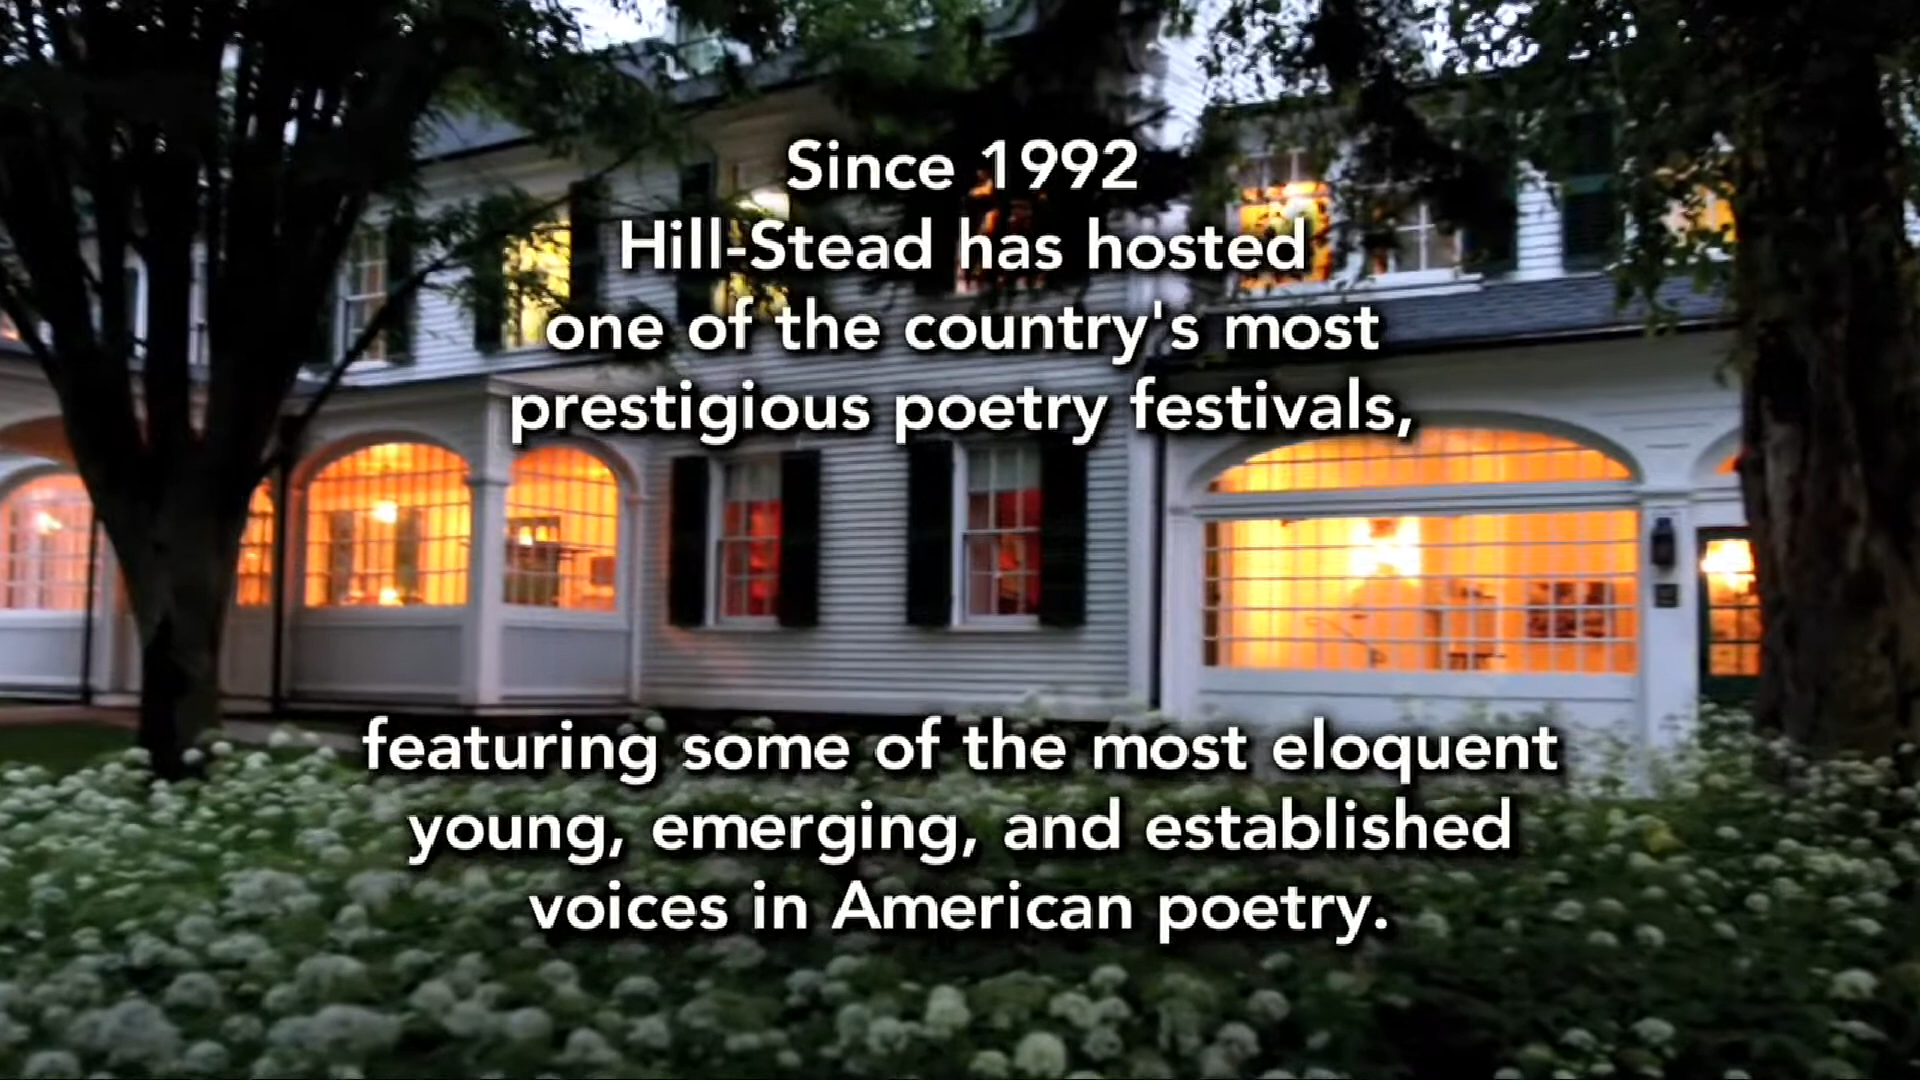 Since 1992
Hill-Stead has hosted
one of the country's most
prestigious poetry festivals,
featuring some of the most eloquent
young, emerging, and established
voices in American poetry.